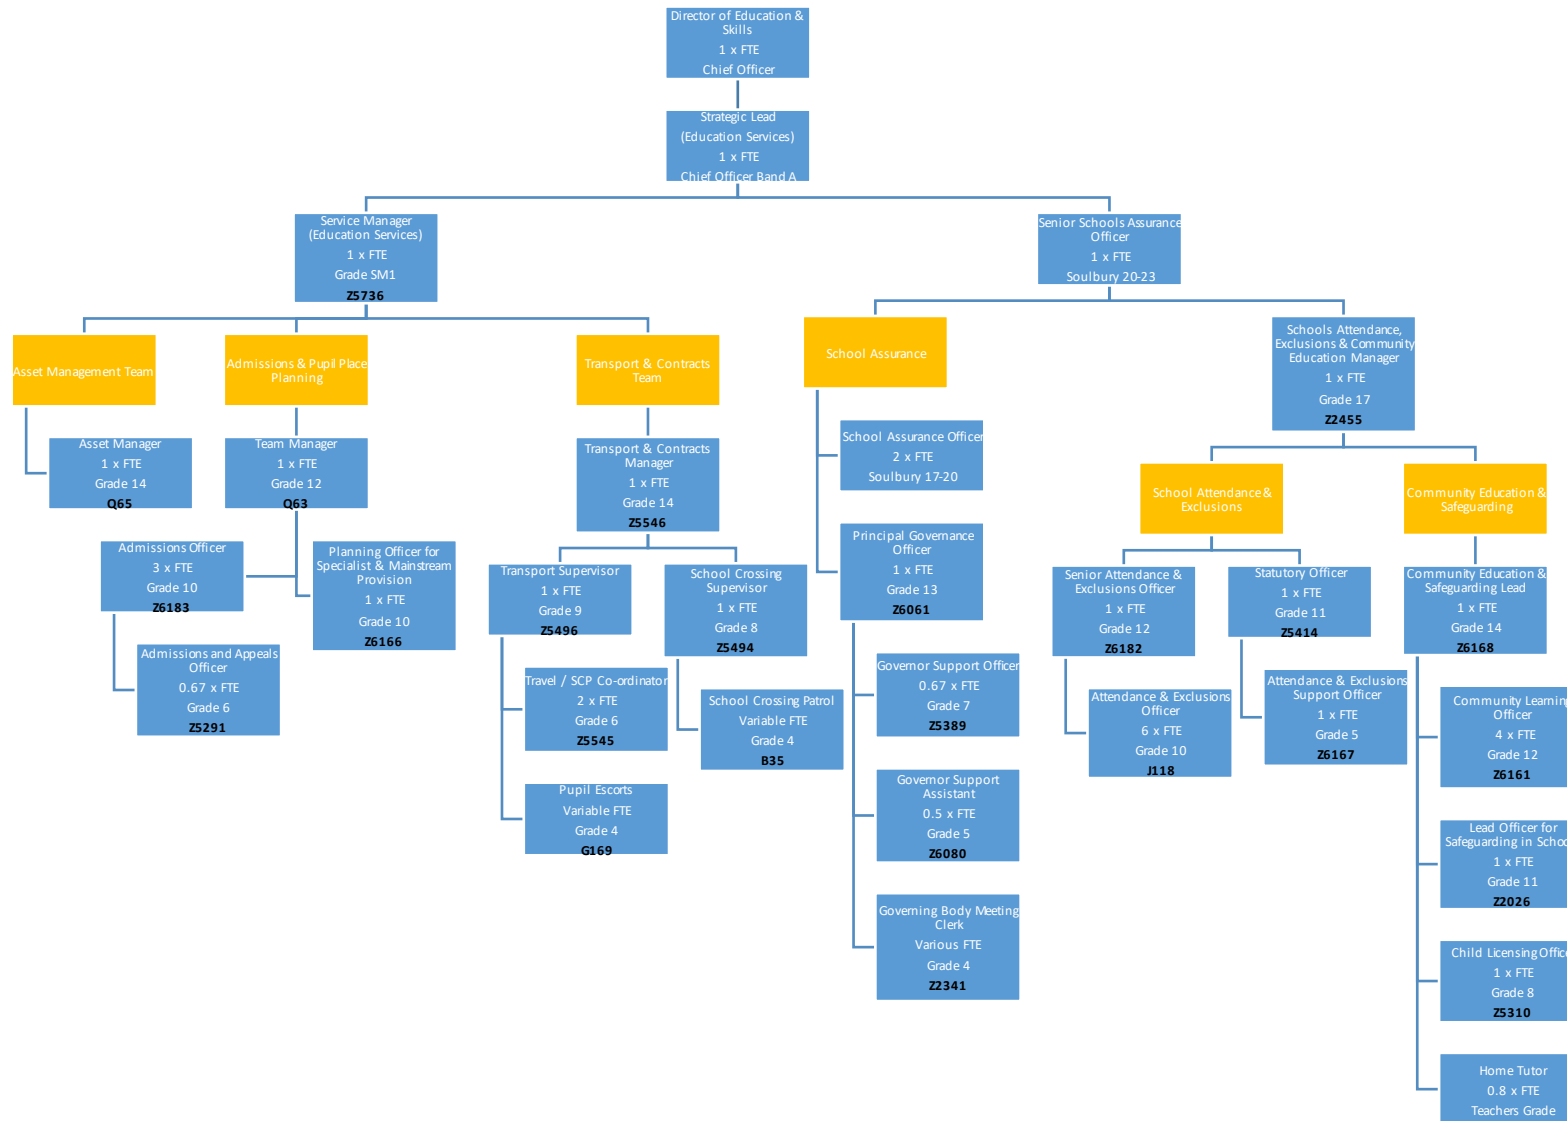 Director of Education &
Skills
1 x FTE
Chief Officer
Strategic Lead
(Education Services)
1 x FTE
Chief Officer Band A
Service Manager
(Education Services)
1 x FTE
Grade SM1
Z5736
Senior Schools Assurance
Officer
1 x FTE
Soulbury 20-23
Asset Management Team
Admissions & Pupil Place
Planning
Transport & Contracts
Team
School Assurance
Schools Attendance,
Exclusions & Community
Education Manager
1 x FTE
Grade 17
Z2455
Asset Manager
1 x FTE
Grade 14
Q65
Team Manager
1 x FTE
Grade 12
Q63
Transport & Contracts
Manager
1 x FTE
Grade 14
Z5546
School Assurance Officer
2 x FTE
Soulbury 17-20
School Attendance &
Exclusions
Community Education &
Safeguarding
Admissions Officer
3 x FTE
Grade 10
Z6183
Planning Officer for
Specialist & Mainstream
Provision
1 x FTE
Grade 10
Z6166
Transport Supervisor
1 x FTE
Grade 9
Z5496
School Crossing
Supervisor
1 x FTE
Grade 8
Z5494
Principal Governance
Officer
1 x FTE
Grade 13
Z6061
Senior Attendance &
Exclusions Officer
1 x FTE
Grade 12
Z6182
Statutory Officer
1 x FTE
Grade 11
Z5414
Community Education &
Safeguarding Lead
1 x FTE
Grade 14
Z6168
Admissions and Appeals
Officer
0.67 x FTE
Grade 6
Z5291
Travel / SCP Co-ordinator
2 x FTE
Grade 6
Z5545
School Crossing Patrol
Variable FTE
Grade 4
B35
Governor Support Officer
0.67 x FTE
Grade 7
Z5389
Attendance & Exclusions
Officer
6 x FTE
Grade 10
J118
Attendance & Exclusions
Support Officer
1 x FTE
Grade 5
Z6167
Community Learning
Officer
4 x FTE
Grade 12
Z6161
Pupil Escorts
Variable FTE
Grade 4
G169
Governor Support
Assistant
0.5 x FTE
Grade 5
Z6080
Lead Officer for
Safeguarding in Schoo
1 x FTE
Grade 11
Z2026
Governing Body Meeting
Clerk
Various FTE
Grade 4
Z2341
Child Licensing Office
1 x FTE
Grade 8
Z5310
Home Tutor
0.8 x FTE
Teachers Grade